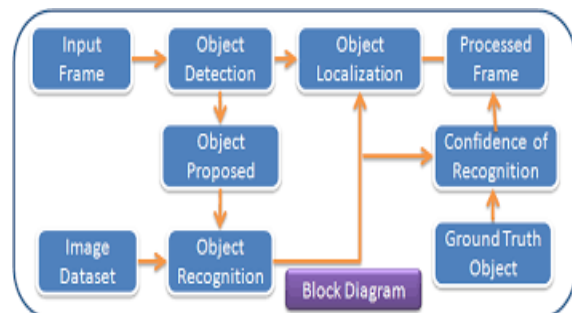 Input
Frame
Object
Detection
Object
Localization
Processed
Frame
Object
Proposed
Confidence of
Recognition
Image
Dataset
Object
Recognition
Ground Truth
Object
Block Diagram